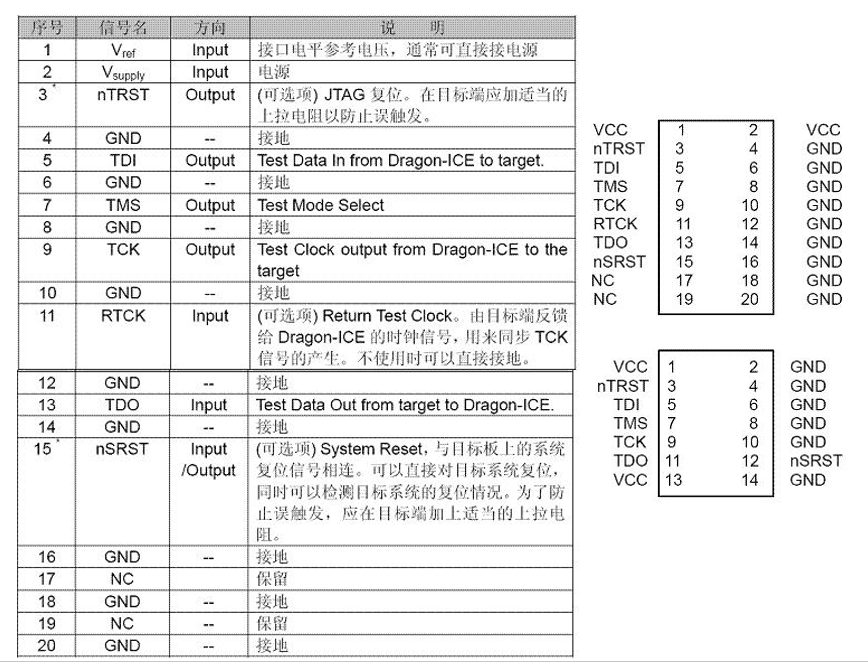 序号 信号名 方向 说 明
1 Vref Input 接口电平参考电压，通常可直接接电源
2 Vsupply Input 电源
3* nTRST Output (可选项) JTAG 复位。在目标端应加适当的
上拉电阻以防止误触发。
4 GND -- 接地
5 TDI Output Test Data In from Dragon-ICE to target.
6 GND -- 接地
7 TMS Output Test Mode Select
8 GND -- 接地
9 TCK Output Test Clock output from Dragon-ICE to the
target
10 GND -- 接地
11 RTCK Input (可选项) Return Test Clock。由目标端反馈
给 Dragon-ICE 的时钟信号，用来同步 TCK
信号的产生。不使用时可以直接接地。
12 GND -- 接地
13 TDO Input Test Data Out from target to Dragon-ICE.
14 GND -- 接地
15* nSRST Input (可选项) System Reset，与目标板上的系统
/Output 复位信号相连。可以直接对目标系统复位，
同时可以检测目标系统的复位情况。为了防
止误触发，应在目标端加上适当的上拉电
阻。
16 GND -- 接地
17 NC 保留
18 GND -- 接地
19 NC -- 保留
20 GND -- 接地
VCC 1 2 VCC
nTRST 3 4 GND
TDI 5 6 GND
TMS 7 8 GND
TCK 9 10 GND
RTCK 11 12 GND
TDO 13 14 GND
nSRST 15 16 GND
NC 17 18 GND
NC 19 20 GND
VCC 1 2 GND
nTRST 3 4 GND
TDI 5 6 GND
TMS 7 8 GND
TCK 9 10 GND
TDO 11 12 nSRST
VCC 13 14 GND